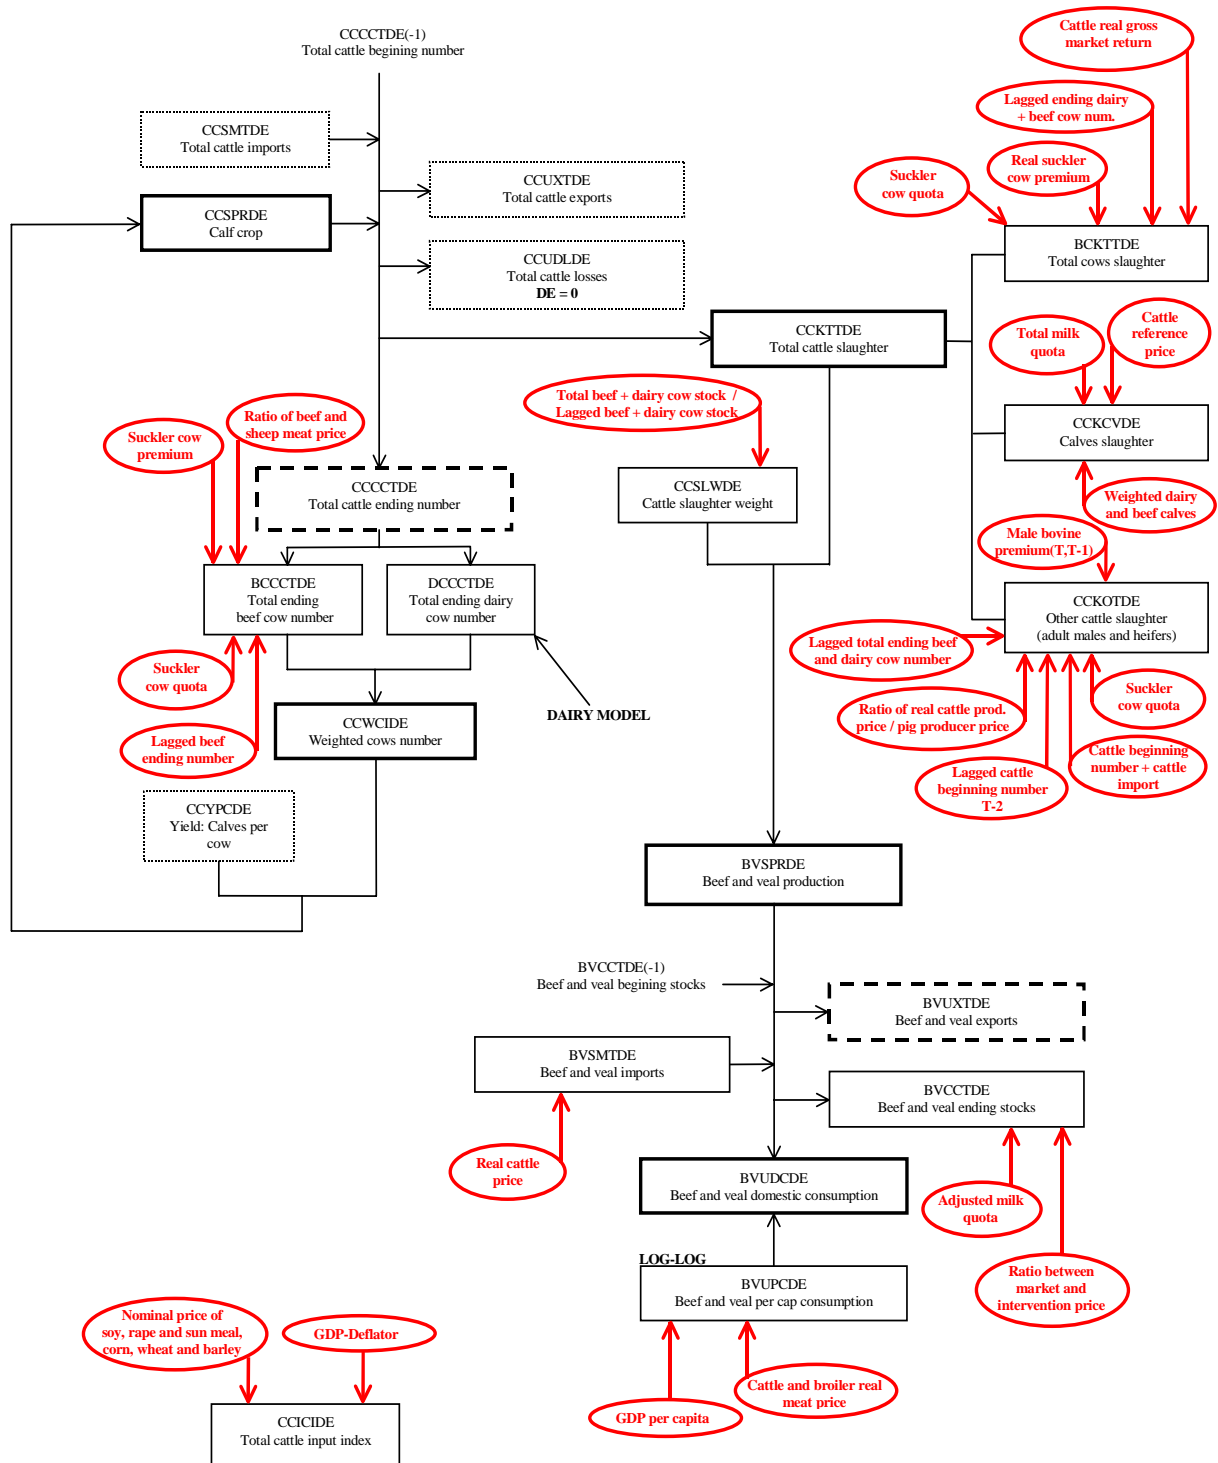 CCCCTDE(-1)
Total cattle begining number
Cattle real gross
market return
Lagged ending dairy
+ beef cow num.
CCSMTDE
Total cattle imports
Real suckler
cow premium
Suckler
cow quota
CCUXTDE
Total cattle exports
CCSPRDE
Calf crop
BCKTTDE
Total cows slaughter
CCUDLDE
Total cattle losses
DE = 0
CCKTTDE
Total cattle slaughter
Total milk
quota
Cattle
reference
price
Total beef + dairy cow stock /
Lagged beef + dairy cow stock
Ratio of beef and
sheep meat price
Suckler cow
premium
CCKCVDE
Calves slaughter
CCCCTDE
Total cattle ending number
CCSLWDE
Cattle slaughter weight
Weighted dairy
and beef calves
Male bovine
premium(T,T-1)
BCCCTDE
Total ending
beef cow number
DCCCTDE
Total ending dairy
cow number
CCKOTDE
Other cattle slaughter
(adult males and heifers)
Lagged total ending beef
and dairy cow number
Suckler
cow quota
DAIRY MODEL
Ratio of real cattle prod.
price / pig producer price
Suckler
cow quota
CCWCIDE
Weighted cows number
Lagged beef
ending number
Cattle beginning
number + cattle
import
Lagged cattle
beginning number
T-2
CCYPCDE
Yield: Calves per
cow
BVSPRDE
Beef and veal production
BVCCTDE(-1)
Beef and veal begining stocks
BVUXTDE
Beef and veal exports
BVSMTDE
Beef and veal imports
BVCCTDE
Beef and veal ending stocks
Real cattle
price
BVUDCDE
Beef and veal domestic consumption
Adjusted milk
quota
LOG-LOG
BVUPCDE
Beef and veal per cap consumption
Ratio between
market and
intervention price
Nominal price of
soy, rape and sun meal,
corn, wheat and barley
GDP-Deflator
Cattle and broiler real
meat price
GDP per capita
CCICIDE
Total cattle input index